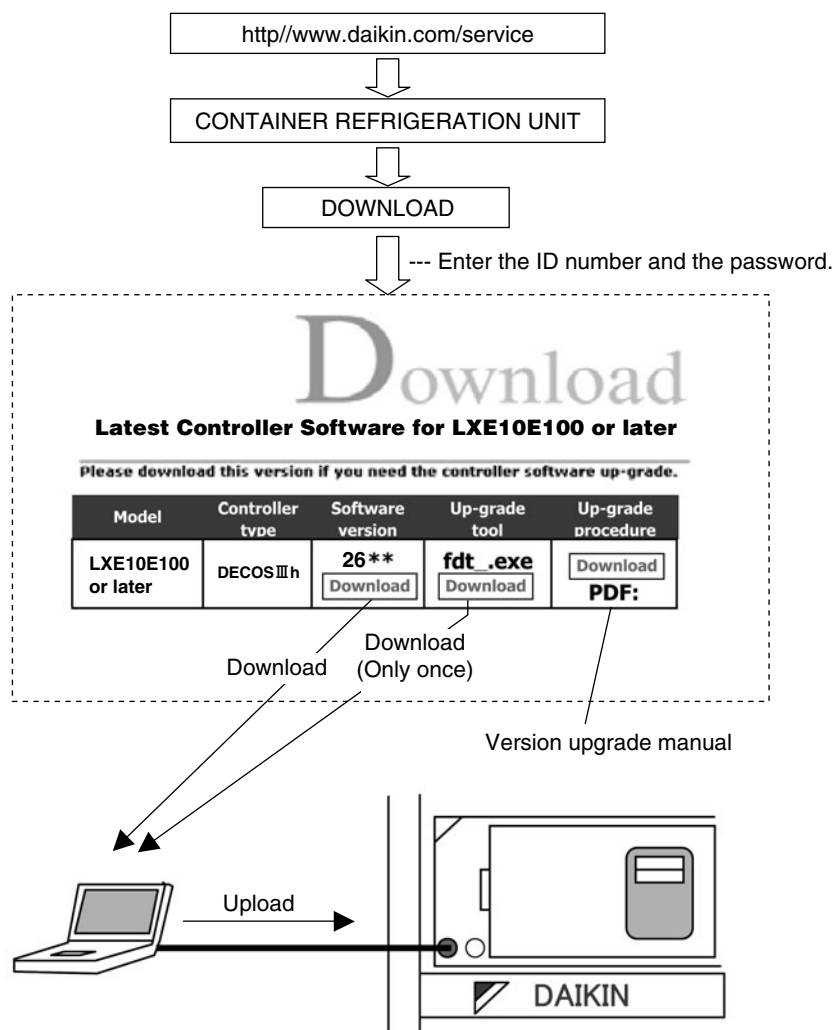 http//www.daikin.com/service
CONTAINER REFRIGERATION UNIT
DOWNLOAD
--- Enter the ID number and the password.
Download
Latest Controller Software for LXE10E100 or later
Please download this version if you need the controller software up-grade.
Model Controller type Software version Up-grade tool Up-grade procedure
LXE10E100 or later DECOSⅢh 26** Download fdt_.exe Download Download PDF:
Download
Download
(Only once)
Version upgrade manual
Upload
DAIKIN